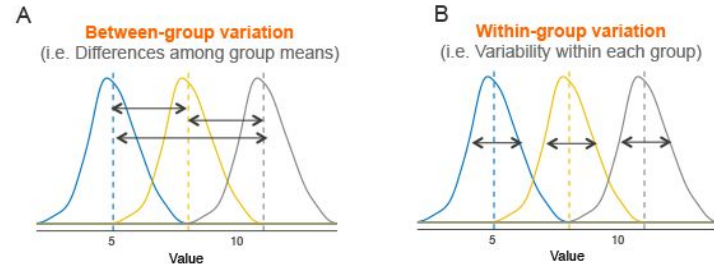 A
Between-group variation
(i.e. Differences among group means)
5
10
Value
B
Within-group variation
(i.e. Variability within each group)
5
10
Value